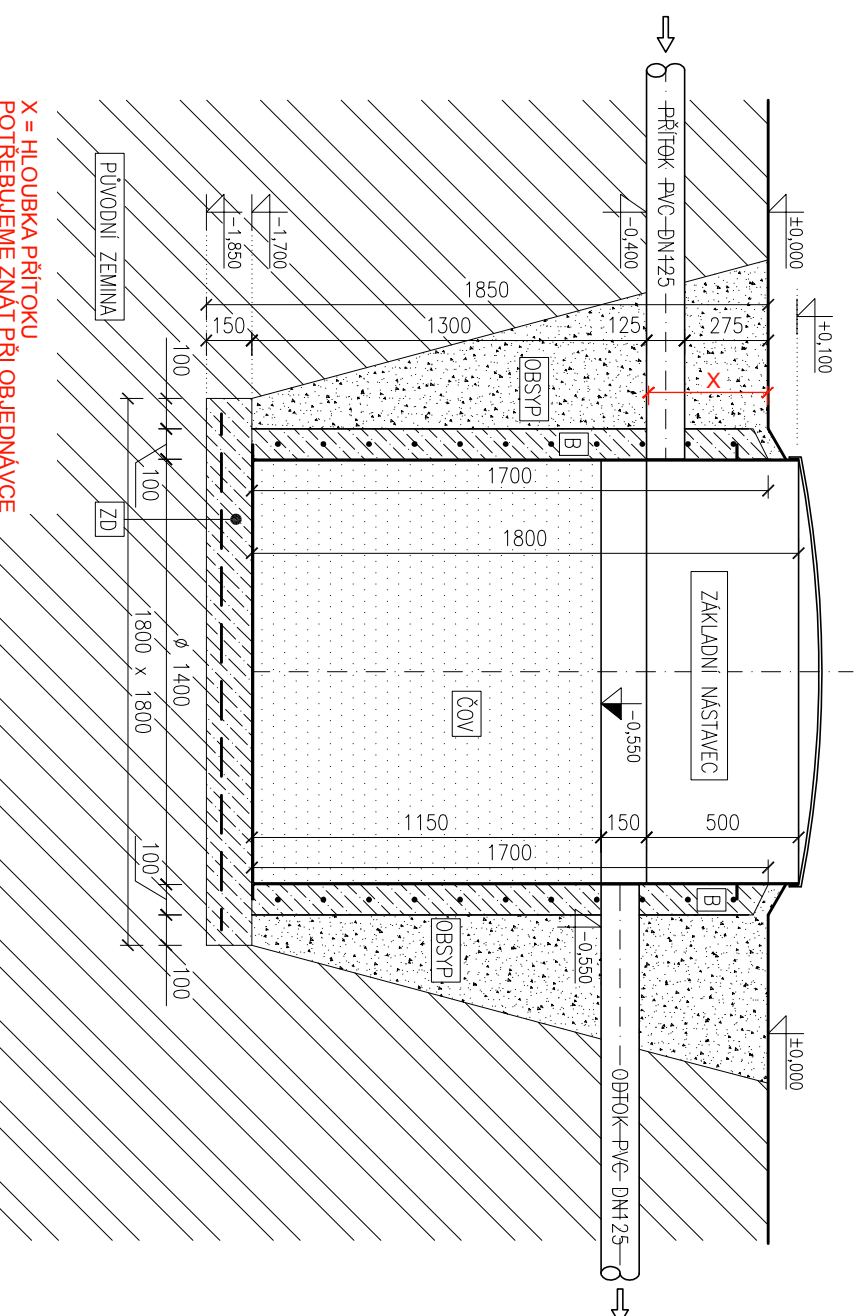 ±0,000
+0,100
PŘÍTOK PVC DN125
-0,400
-1,700
-1,850
1850
150
1300
125
275
X
OBSYP
B
1700
1800
ZÁKLADNÍ NÁSTAVEC
ČOV
-0,550
1150
150
500
1700
B
OBSYP
-0,550
±0,000
ODTOK PVC DN125
PŮVODNÍ ZEMINA
ZD
100
100
ø 1400
1800 x 1800
100
100
X = HLOUBKA PŘÍTOKU
POTŘEBUJEME ZNÁT PŘI OBJEDNÁVCE